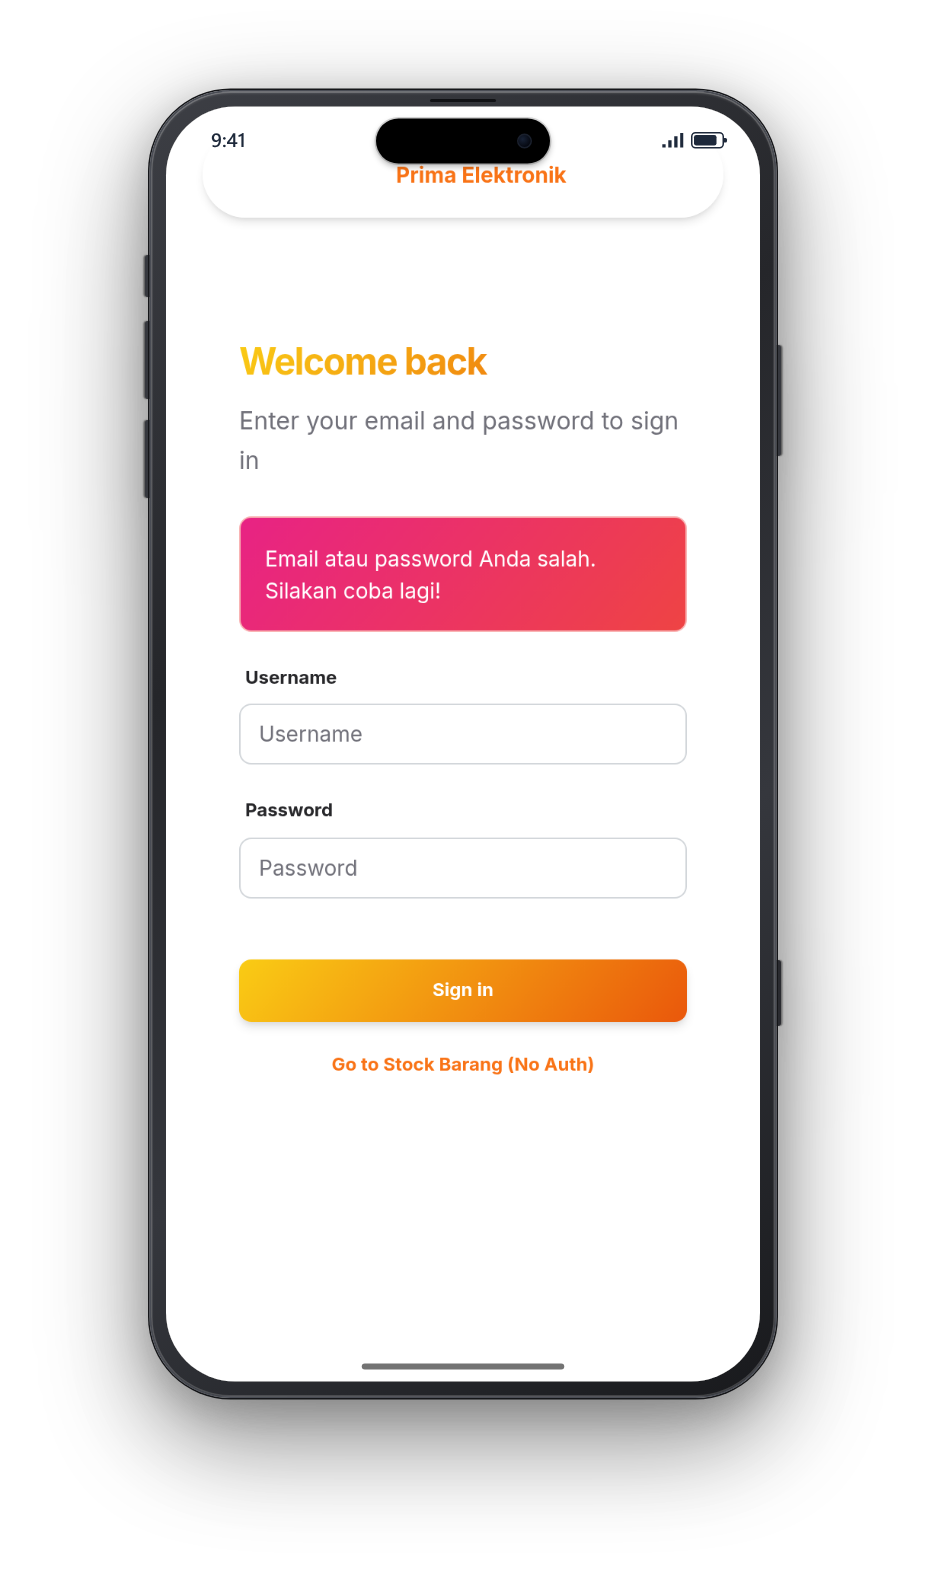 9:41
Prima Elektronik
Welcome back
Enter your email and password to sign
in
Email atau password Anda salah.
Silakan coba lagi!
Username
Username
Password
Password
Sign in
Go to Stock Barang (No Auth)